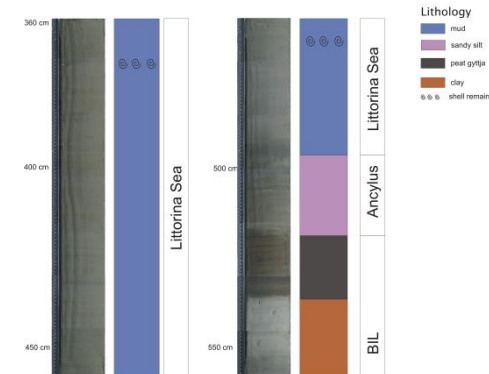 360 cm
400 cm
450 cm
Littorina Sea
500 cm
550 cm
Littorina Sea
Ancylus
BIL
Lithology
mud
sandy silt
peat gyttja
clay
shell remain